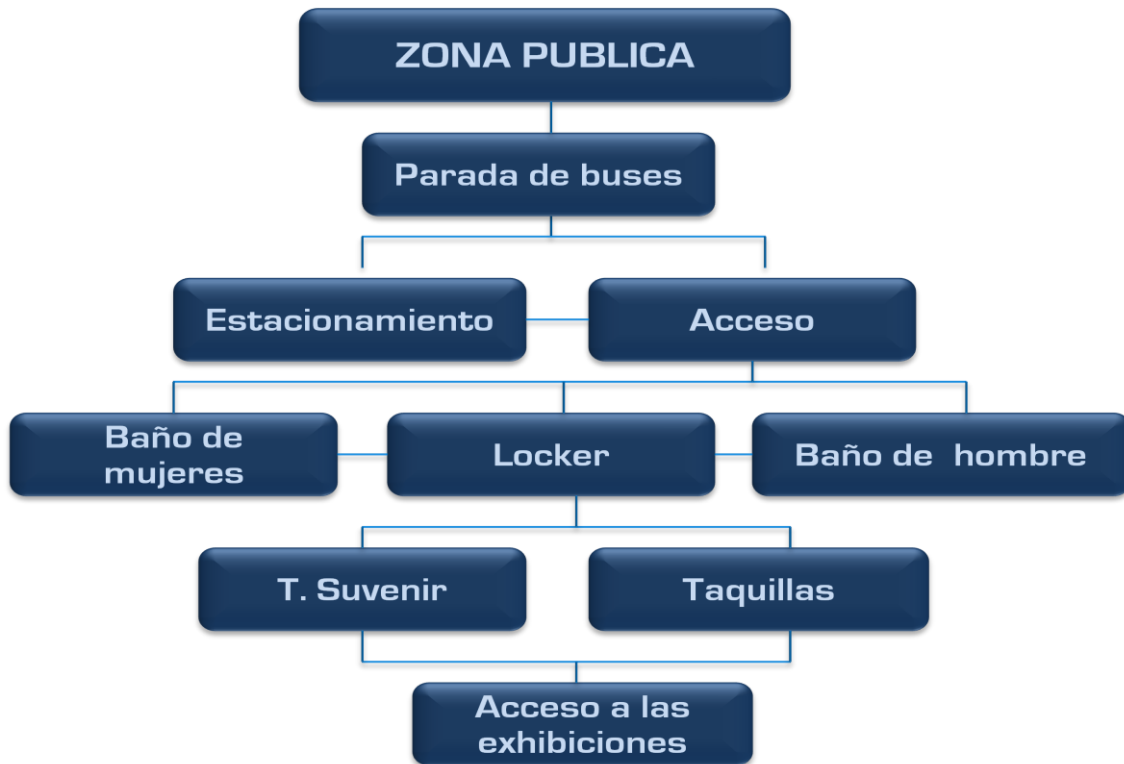 ZONA PUBLICA
Parada de buses
Estacionamiento
Acceso
Baño de
mujeres
Locker
Baño de hombre
T. Suvenir
Taquillas
Acceso a las
exhibiciones